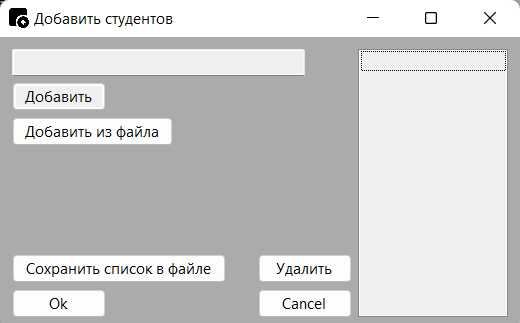 Добавить студентов
Добавить
Добавить из файла
Сохранить список в файле
Удалить
Ok
Cancel